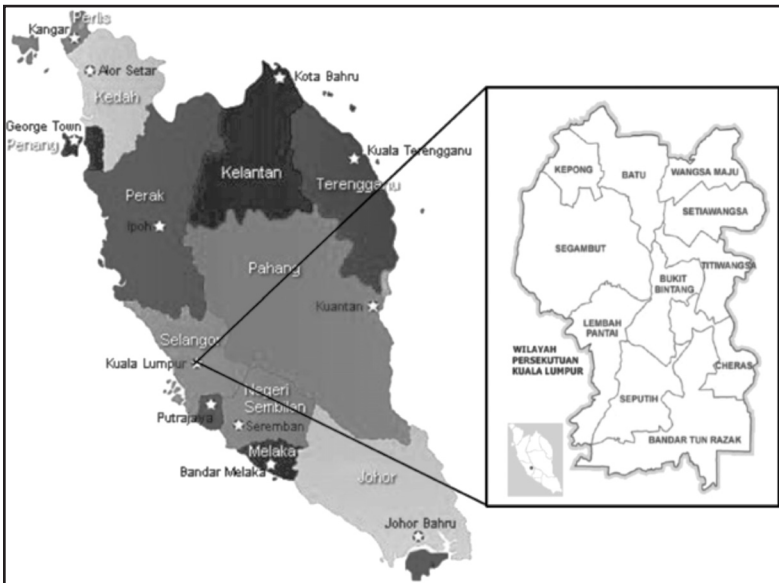 Perlis
Kangar
Alor Setar
Kedah
George Town
Penang
Kota Bahru
Kuala Terengganu
Kelantan
Terengganu
Perak
Ipoh
Pahang
Kuantan
Selangor
Kuala Lumpur
Negeri
Sembilan
Putrajaya
Seremban
Melaka
Bandar Melaka
Johor
Johor Bahru
KEPONG
BATU
WANGSA MAJU
SETIAWANGSA
SEGAMBUT
TITIWANGSA
BUKIT
BINTANG
LEMBAH
PANTAI
WILAYAH
PERSEKUTUAN
KUALA LUMPUR
CHERAS
SEPUTIH
BANDAR TUN RAZAK